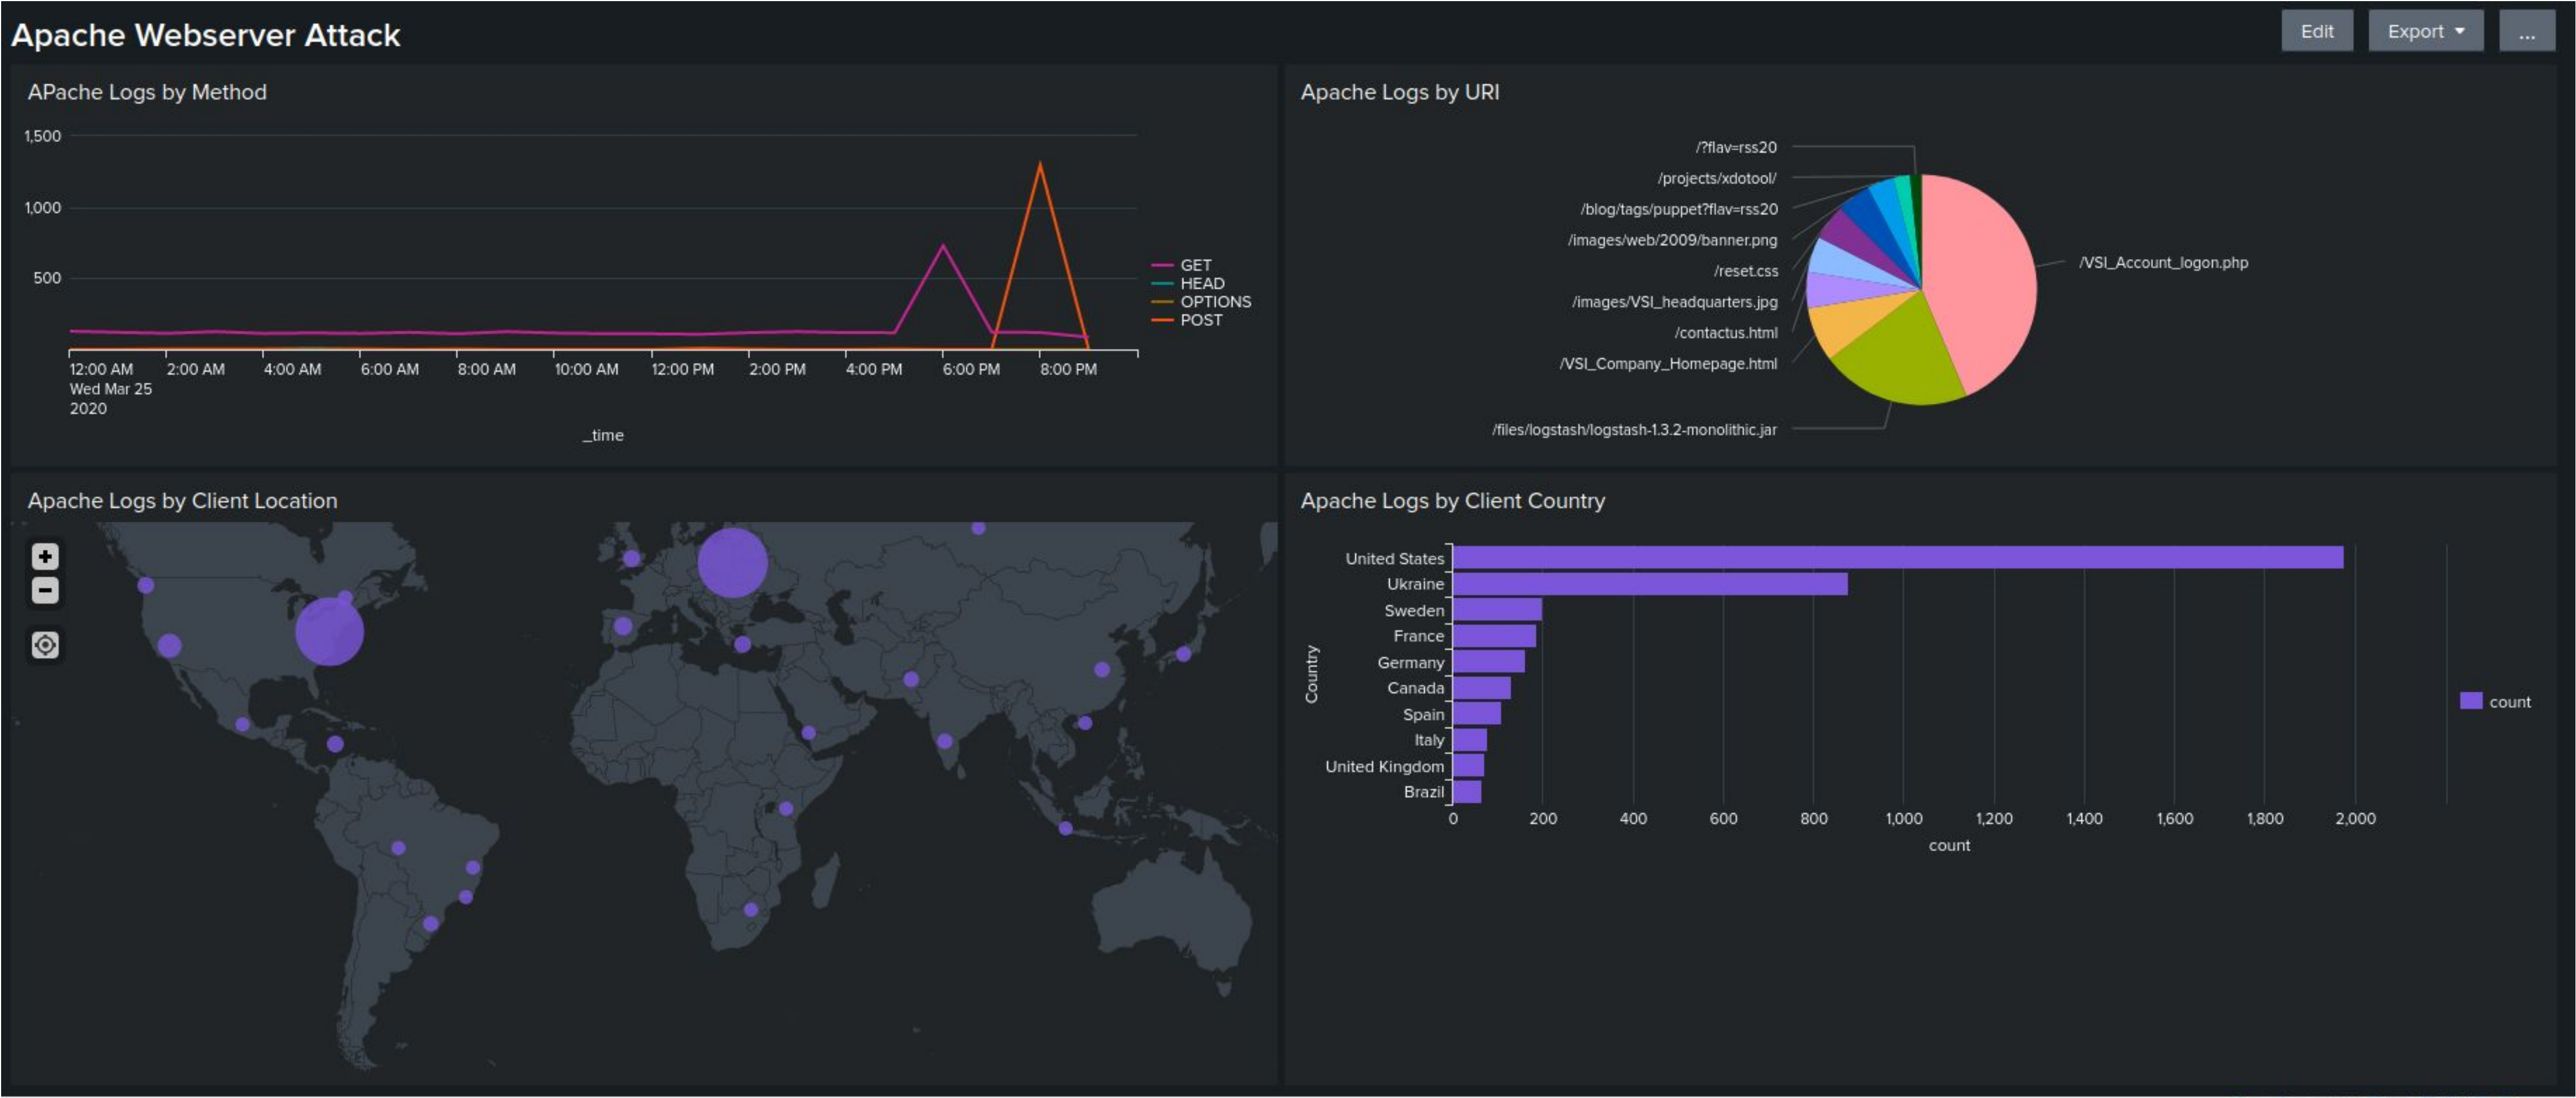 Apache Webserver Attack
Edit
Export
...
APache Logs by Method
1,500
1,000
500
GET
HEAD
OPTIONS
POST
12:00 AM 2:00 AM 4:00 AM 6:00 AM 8:00 AM 10:00 AM 12:00 PM 2:00 PM 4:00 PM 6:00 PM 8:00 PM
Wed Mar 25
2020
_time
Apache Logs by URI
/?flav=rss20
/projects/xdotool/
/blog/tags/puppet?flav=rss20
/images/web/2009/banner.png
/reset.css
/images/VSI_headquarters.jpg
/contactus.html
/VSI_Company_Homepage.html
/files/logstash/logstash-1.3.2-monolithic.jar
/VSI_Account_logon.php
Apache Logs by Client Location
+
−
Apache Logs by Client Country
Country
United States
Ukraine
Sweden
France
Germany
Canada
Spain
Italy
United Kingdom
Brazil
0 200 400 600 800 1,000 1,200 1,400 1,600 1,800 2,000
count
count